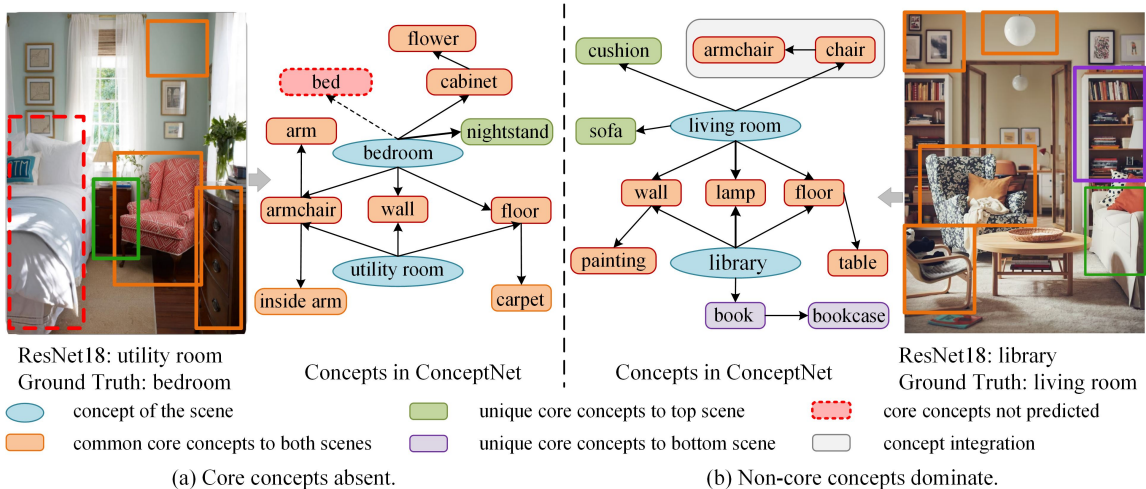 flower
bed
cabinet
arm
nightstand
bedroom
armchair
wall
floor
utility room
inside arm
carpet
ResNet18: utility room
Ground Truth: bedroom
Concepts in ConceptNet
cushion
armchair
chair
sofa
living room
wall
lamp
floor
painting
library
table
book
bookcase
Concepts in ConceptNet
ResNet18: library
Ground Truth: living room
concept of the scene
unique core concepts to top scene
core concepts not predicted
common core concepts to both scenes
unique core concepts to bottom scene
concept integration
(a) Core concepts absent.
(b) Non-core concepts dominate.